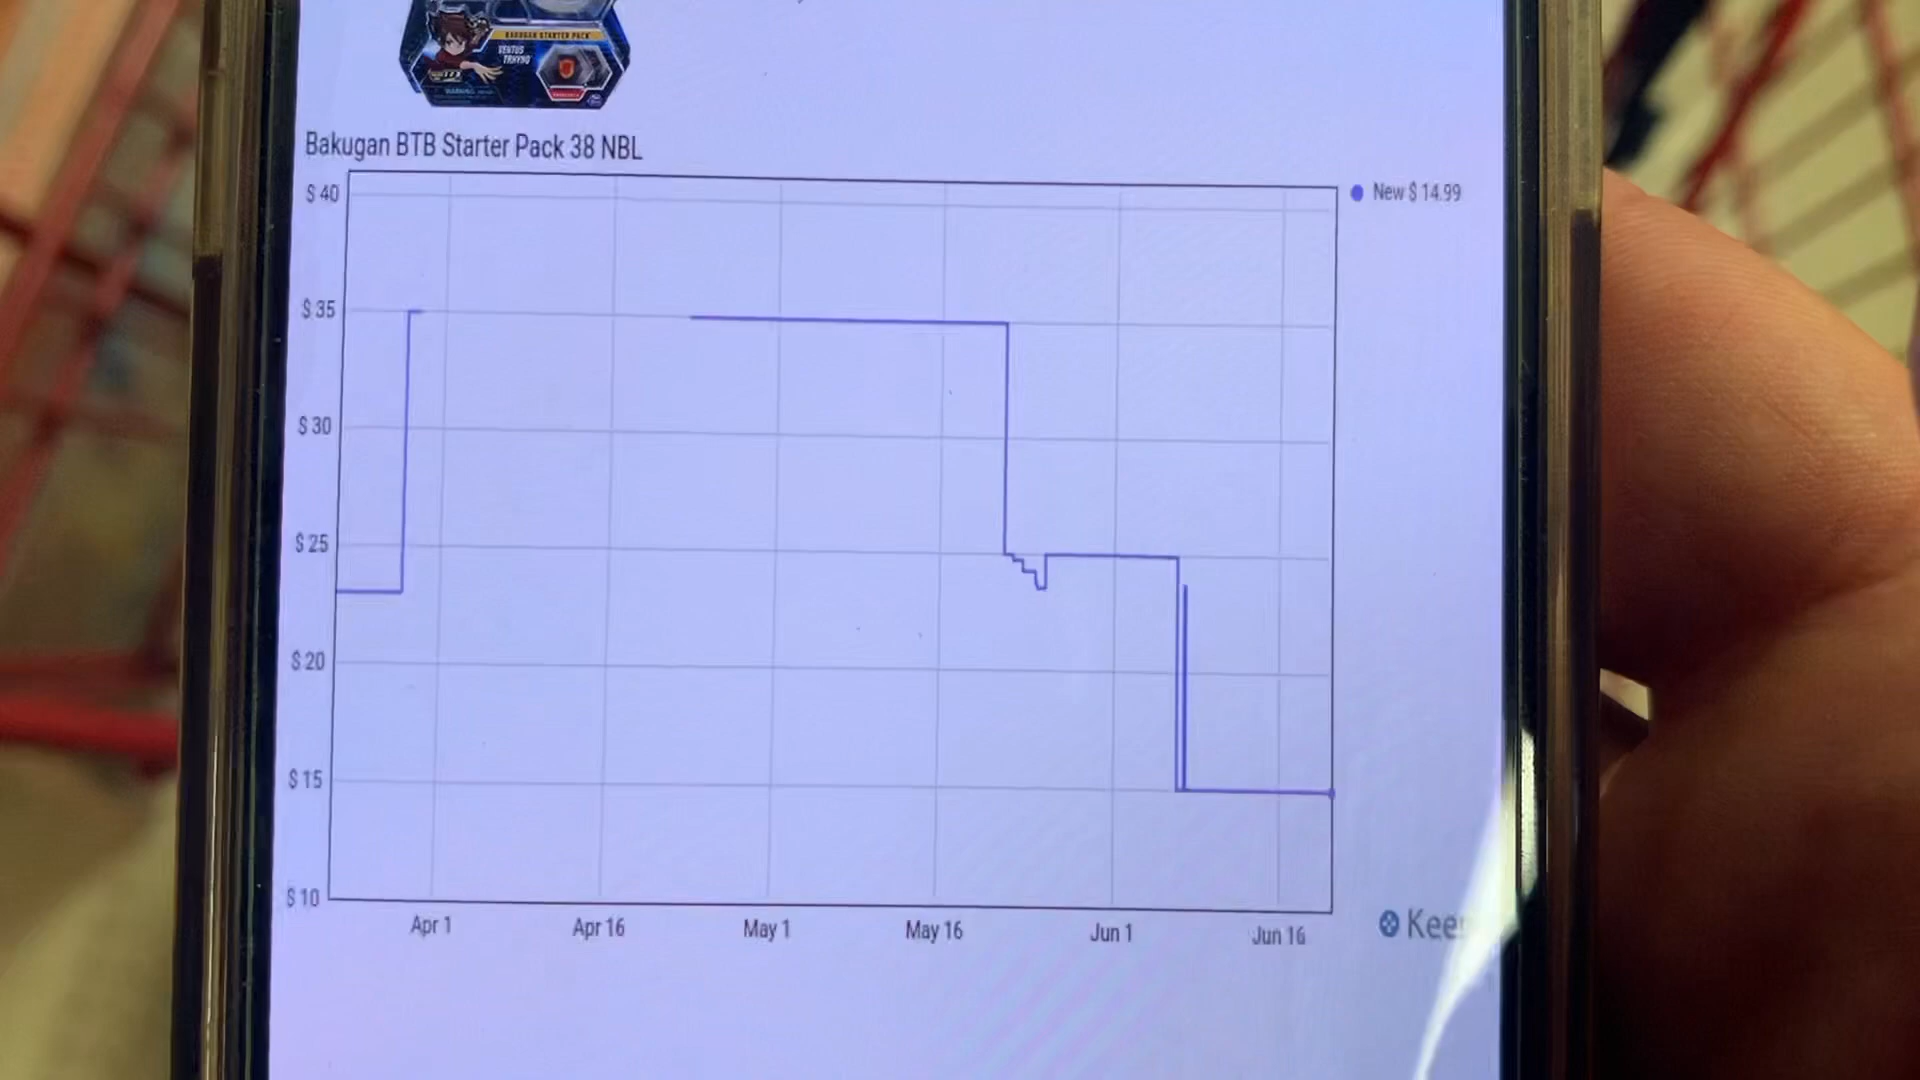 BAKUGAN STARTER PACK
VENTUS
TRHYNO
Bakugan BTB Starter Pack 38 NBL
$ 40
New $ 14.99
$ 35
$ 30
$ 25
$ 20
$ 15
$ 10
Apr 1
Apr 16
May 1
May 16
Jun 1
Jun 16
Kee